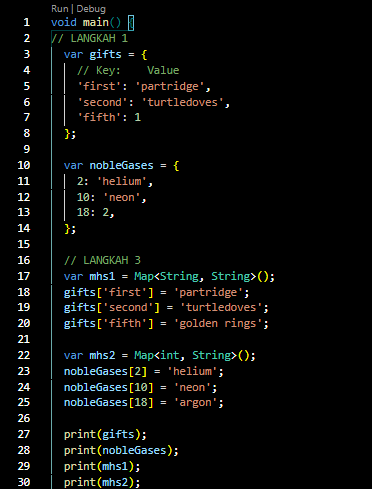 Run | Debug
1 void main() {
2 // LANGKAH 1
3 var gifts = {
4 // Key: Value
5 'first': 'partridge',
6 'second': 'turtledoves',
7 'fifth': 1
8 };
9
10 var nobleGases = {
11 2: 'helium',
12 10: 'neon',
13 18: 2,
14 };
15
16 // LANGKAH 3
17 var mhs1 = Map<String, String>();
18 gifts['first'] = 'partridge';
19 gifts['second'] = 'turtledoves';
20 gifts['fifth'] = 'golden rings';
21
22 var mhs2 = Map<int, String>();
23 nobleGases[2] = 'helium';
24 nobleGases[10] = 'neon';
25 nobleGases[18] = 'argon';
26
27 print(gifts);
28 print(nobleGases);
29 print(mhs1);
30 print(mhs2);